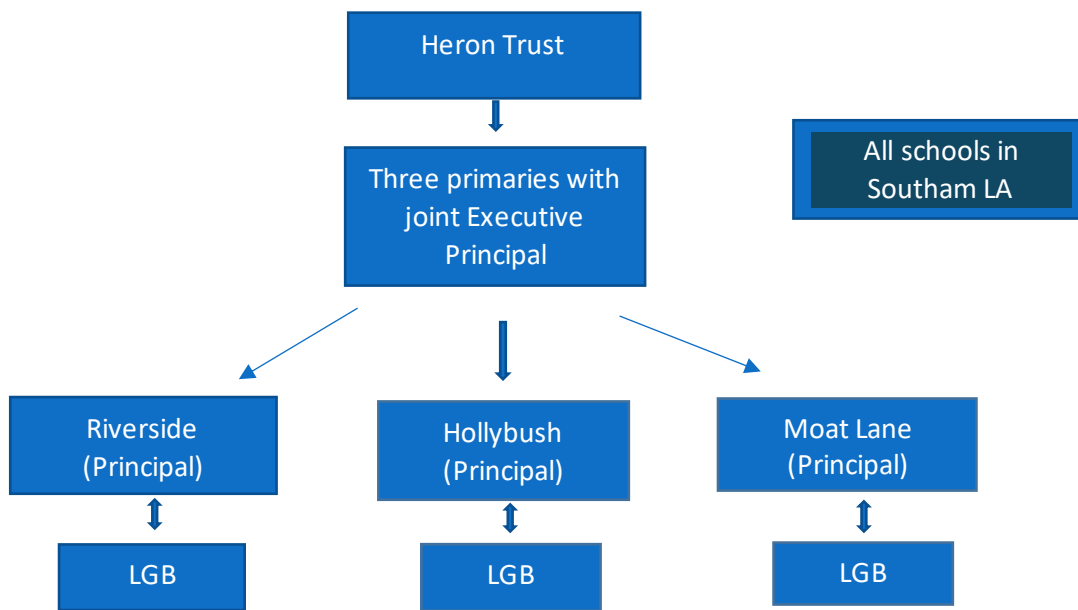 Heron Trust
Three primaries with
joint Executive
Principal
All schools in
Southam LA
Riverside
(Principal)
Hollybush
(Principal)
Moat Lane
(Principal)
LGB
LGB
LGB